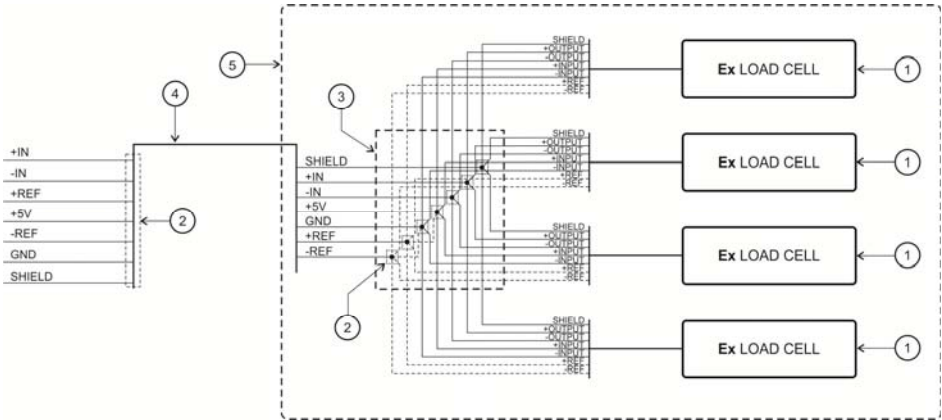 SHIELD
+OUTPUT
-OUTPUT
+INPUT
-INPUT
+REF
-REF
Ex LOAD CELL
1
5
4
3
+IN
-IN
+REF
+5V
-REF
GND
SHIELD
2
SHIELD
+IN
-IN
+5V
GND
+REF
-REF
2
SHIELD
+OUTPUT
-OUTPUT
+INPUT
-INPUT
+REF
-REF
Ex LOAD CELL
1
SHIELD
+OUTPUT
-OUTPUT
+INPUT
-INPUT
+REF
-REF
Ex LOAD CELL
1
SHIELD
+OUTPUT
-OUTPUT
+INPUT
-INPUT
+REF
-REF
Ex LOAD CELL
1